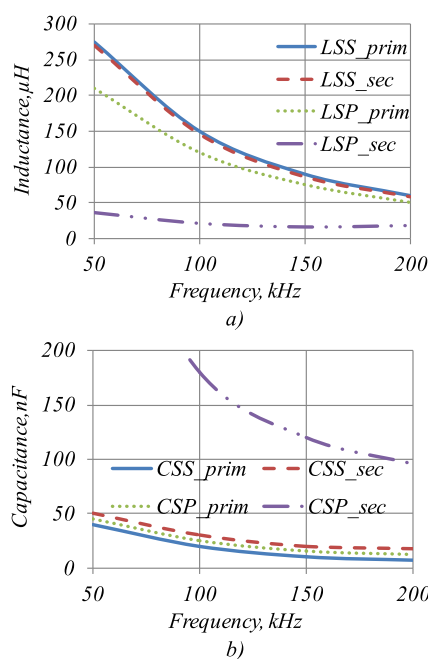 Inductance,µH
300
250
200
150
100
50
0
LSS_prim
LSS_sec
LSP_prim
LSP_sec
50 100 150 200
Frequency, kHz
a)
Capacitance,nF
200
150
100
50
0
CSS_prim CSS_sec
CSP_prim CSP_sec
50 100 150 200
Frequency, kHz
b)